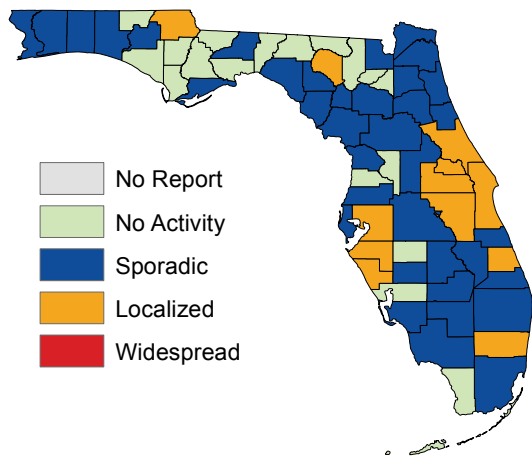 No Report
No Activity
Sporadic
Localized
Widespread